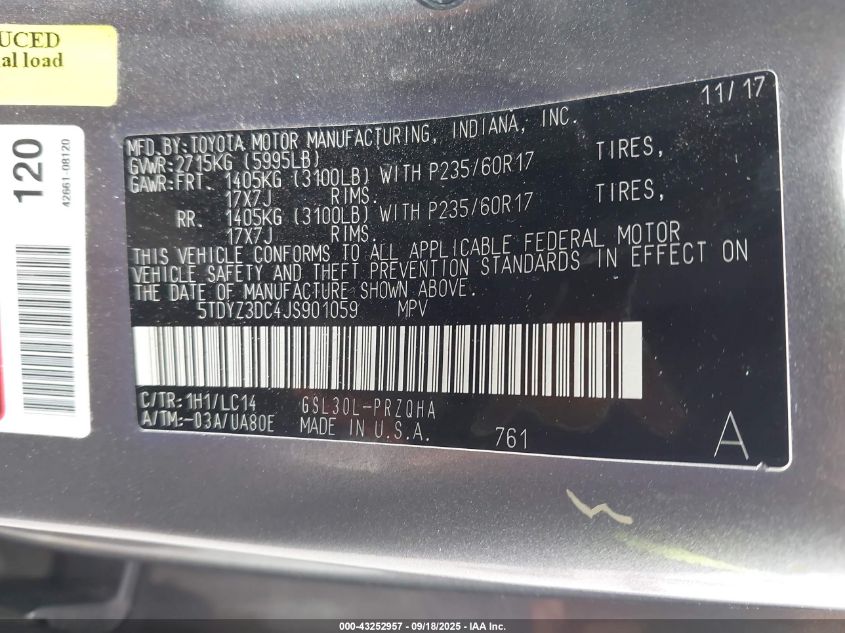 UCED
al load
120
42661-08120
11/17
MFD. BY: TOYOTA MOTOR MANUFACTURING, INDIANA, INC.
GVWR: 2715KG (5995LB)
GAWR: FRT. 1405KG (3100LB) WITH P235/60R17 TIRES,
17X7J RIMS.
RR. 1405KG (3100LB) WITH P235/60R17 TIRES,
17X7J RIMS.
THIS VEHICLE CONFORMS TO ALL APPLICABLE FEDERAL MOTOR
VEHICLE SAFETY AND THEFT PREVENTION STANDARDS IN EFFECT ON
THE DATE OF MANUFACTURE SHOWN ABOVE.
5TDYZ3DC4JS901059 MPV
C/TR: 1H1/LC14 GSL30L-PRZQHA
A/TM: -03A/UA80E MADE IN U.S.A. 761
A
000-43252957 - 09/18/2025 - IAA Inc.